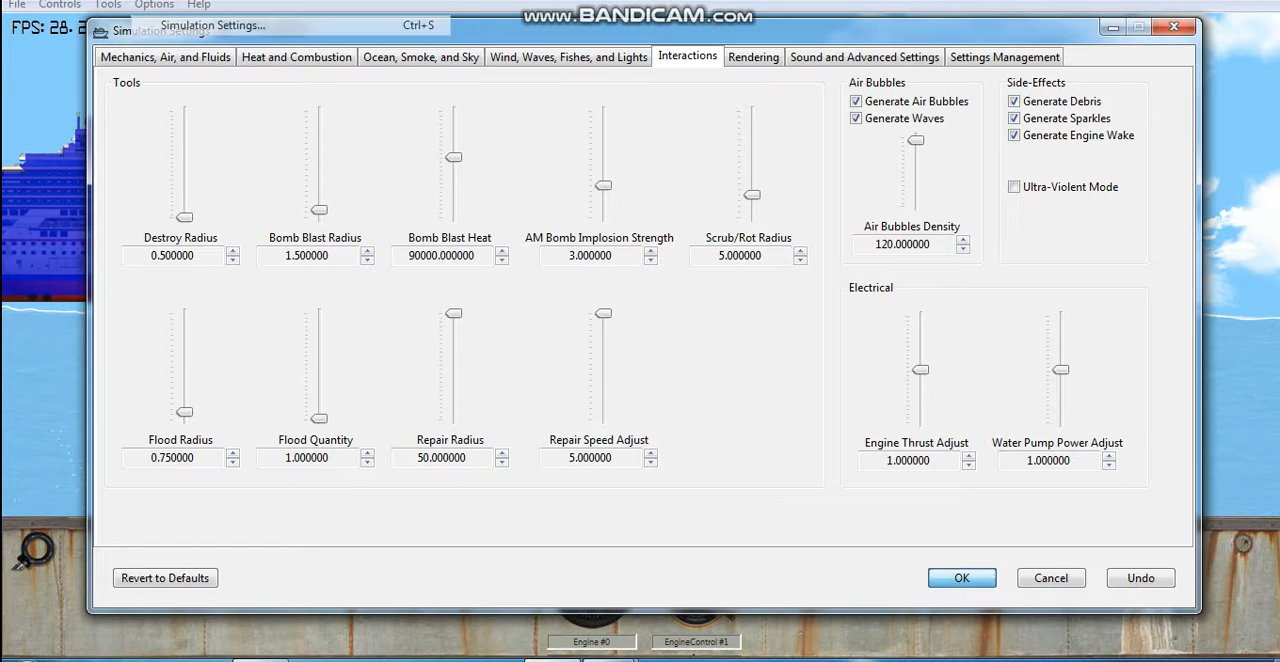 File Controls Tools Options Help
www.BANDICAM.com
FPS: 28.2
Simulation Settings... Ctrl+S
Simulation Settings
Mechanics, Air, and Fluids
Heat and Combustion
Ocean, Smoke, and Sky
Wind, Waves, Fishes, and Lights
Interactions
Rendering
Sound and Advanced Settings
Settings Management
Tools
Destroy Radius
0.500000
Bomb Blast Radius
1.500000
Bomb Blast Heat
90000.000000
AM Bomb Implosion Strength
3.000000
Scrub/Rot Radius
5.000000
Flood Radius
0.750000
Flood Quantity
1.000000
Repair Radius
50.000000
Repair Speed Adjust
5.000000
Air Bubbles
Generate Air Bubbles
Generate Waves
Air Bubbles Density
120.000000
Side-Effects
Generate Debris
Generate Sparkles
Generate Engine Wake
Ultra-Violent Mode
Electrical
Engine Thrust Adjust
1.000000
Water Pump Power Adjust
1.000000
Revert to Defaults
OK
Cancel
Undo
Engine #0
EngineControl #1